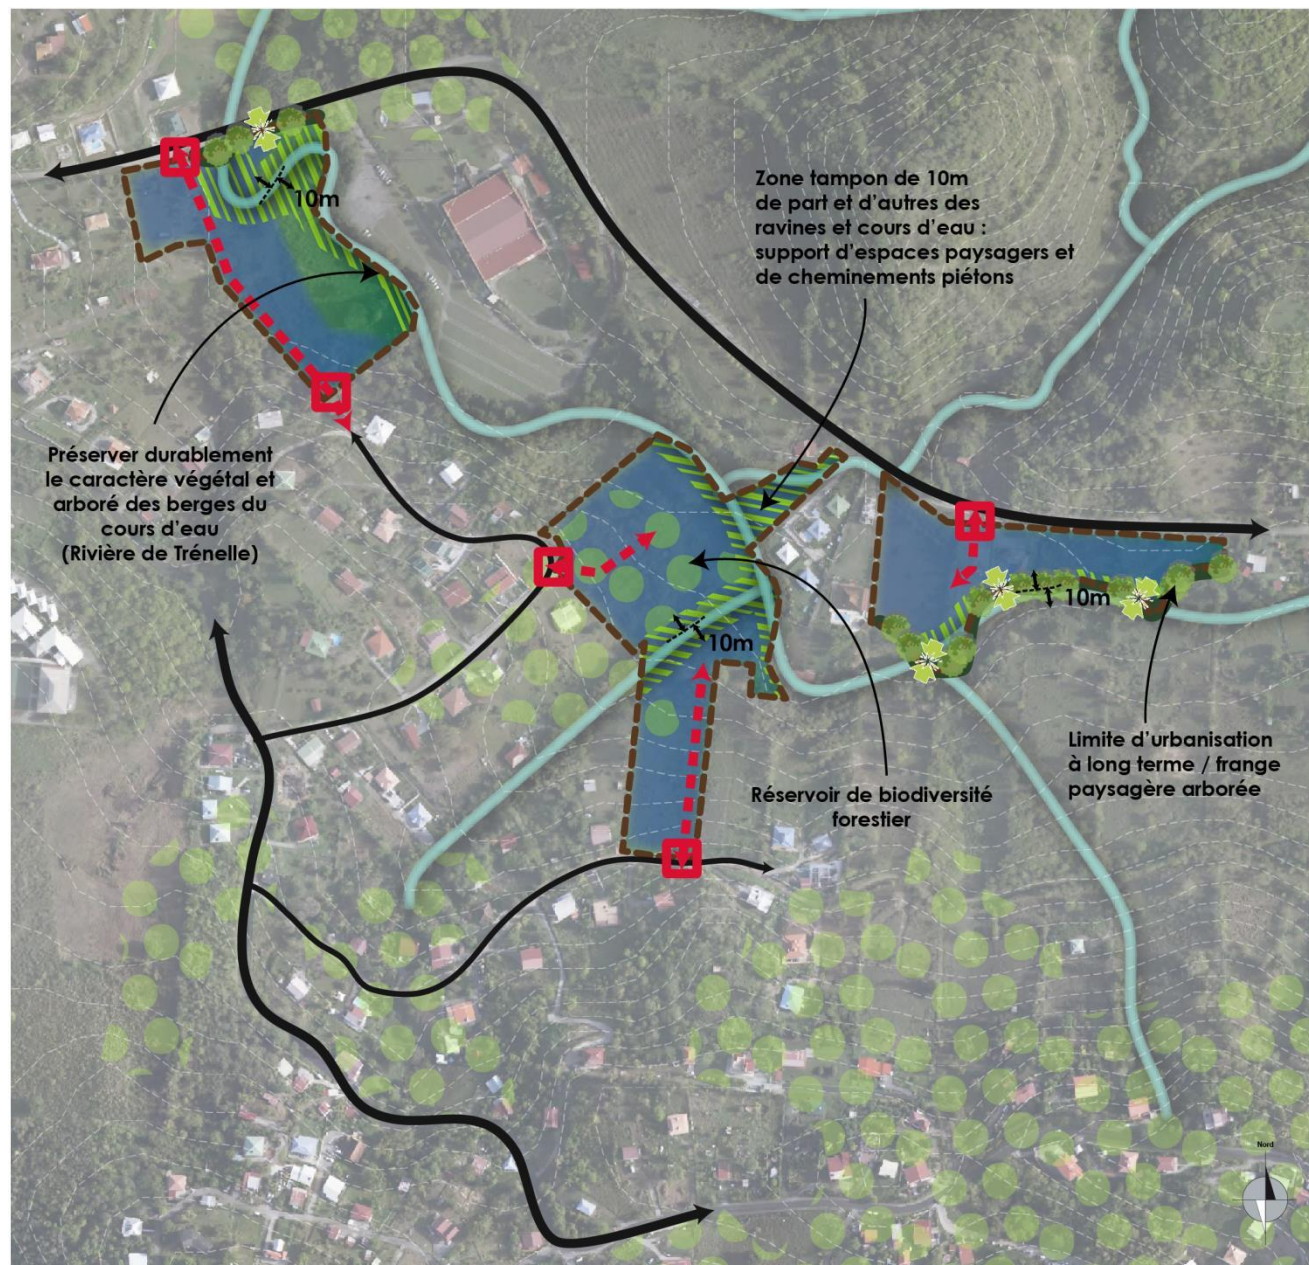 10m
Zone tampon de 10m
de part et d'autres des
ravines et cours d'eau :
support d'espaces paysagers et
de cheminements piétons
Préserver durablement
le caractère végétal et
arboré des berges du
cours d'eau
(Rivière de Trénelle)
10m
10m
Limite d'urbanisation
à long terme / frange
paysagère arborée
Réservoir de biodiversité
forestier
Nord